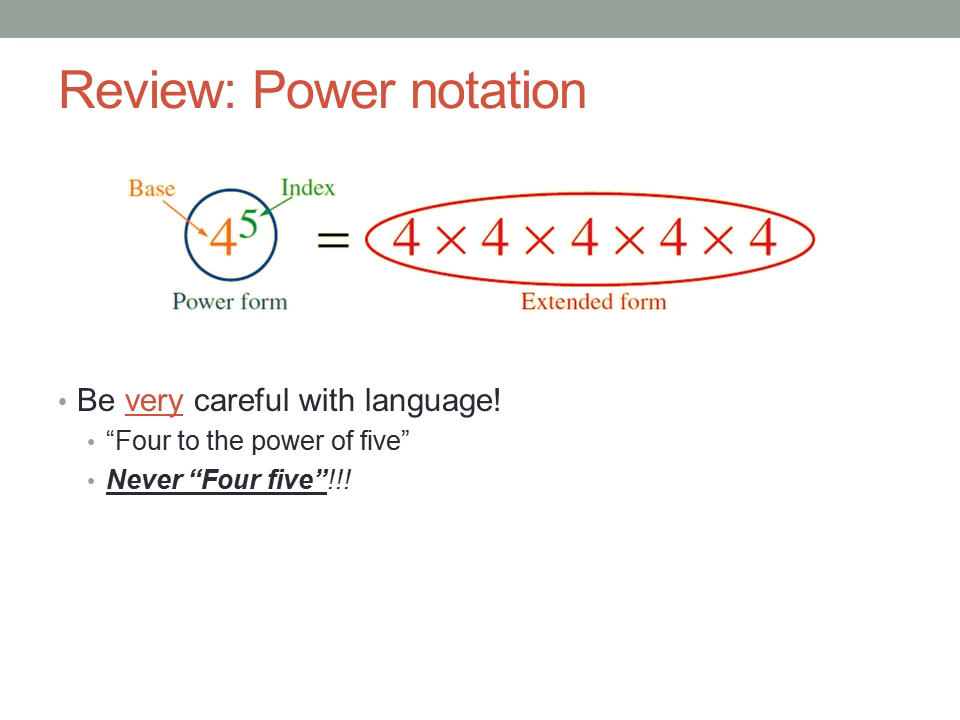 Review: Power notation
Base
Index
4⁵ = 4 × 4 × 4 × 4 × 4
Power form
Extended form
• Be very careful with language!
• “Four to the power of five”
• Never “Four five”!!!